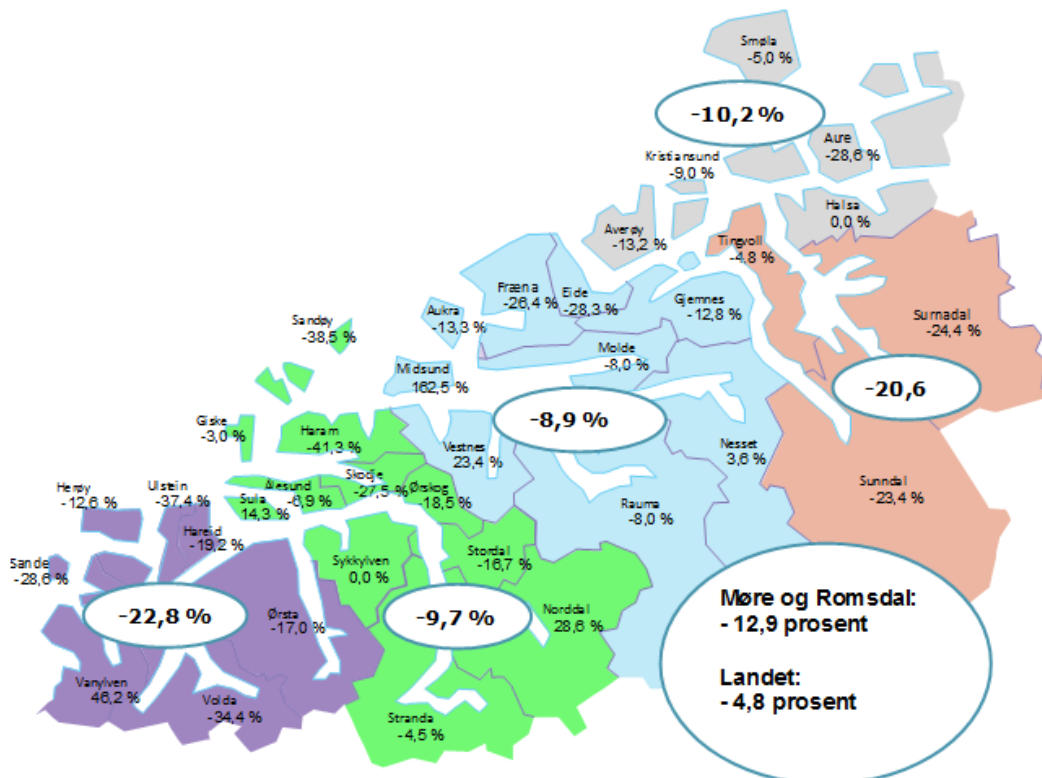 Smøla
-5,0 %
-10,2 %
Aure
-28,6 %
Kristiansund
-9,0 %
Halsa
0,0 %
Averøy
-13,2 %
Tingvoll
-4,8 %
Fræna
-26,4 %
Eide
-28,3 %
Gjemnes
-12,8 %
Surnadal
-24,4 %
Aukra
-13,3 %
Sandøy
-38,5 %
Molde
-8,0 %
Midsund
162,5 %
-20,6
-8,9 %
Giske
-3,0 %
Haram
-41,3 %
Vestnes
23,4 %
Nesset
3,6 %
Sunndal
-23,4 %
Skodje
-27,5 %
Ørskog
-18,5 %
Ålesund
-6,9 %
Sula
14,3 %
Herøy
-12,6 %
Ulstein
-37,4 %
Hareid
-19,2 %
Rauma
-8,0 %
Sande
-28,6 %
Sykkylven
0,0 %
Stordal
-16,7 %
-22,8 %
Ørsta
-17,0 %
-9,7 %
Norddal
28,6 %
Vanylven
46,2 %
Volda
-34,4 %
Stranda
-4,5 %
Møre og Romsdal:
- 12,9 prosent
Landet:
- 4,8 prosent